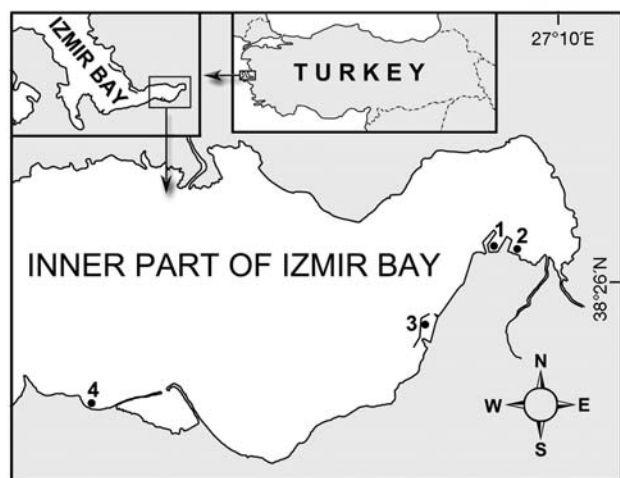 IZMIR BAY
TURKEY
27°10´E
1
2
INNER PART OF IZMIR BAY
38°26´N
3
4
N
W
E
S